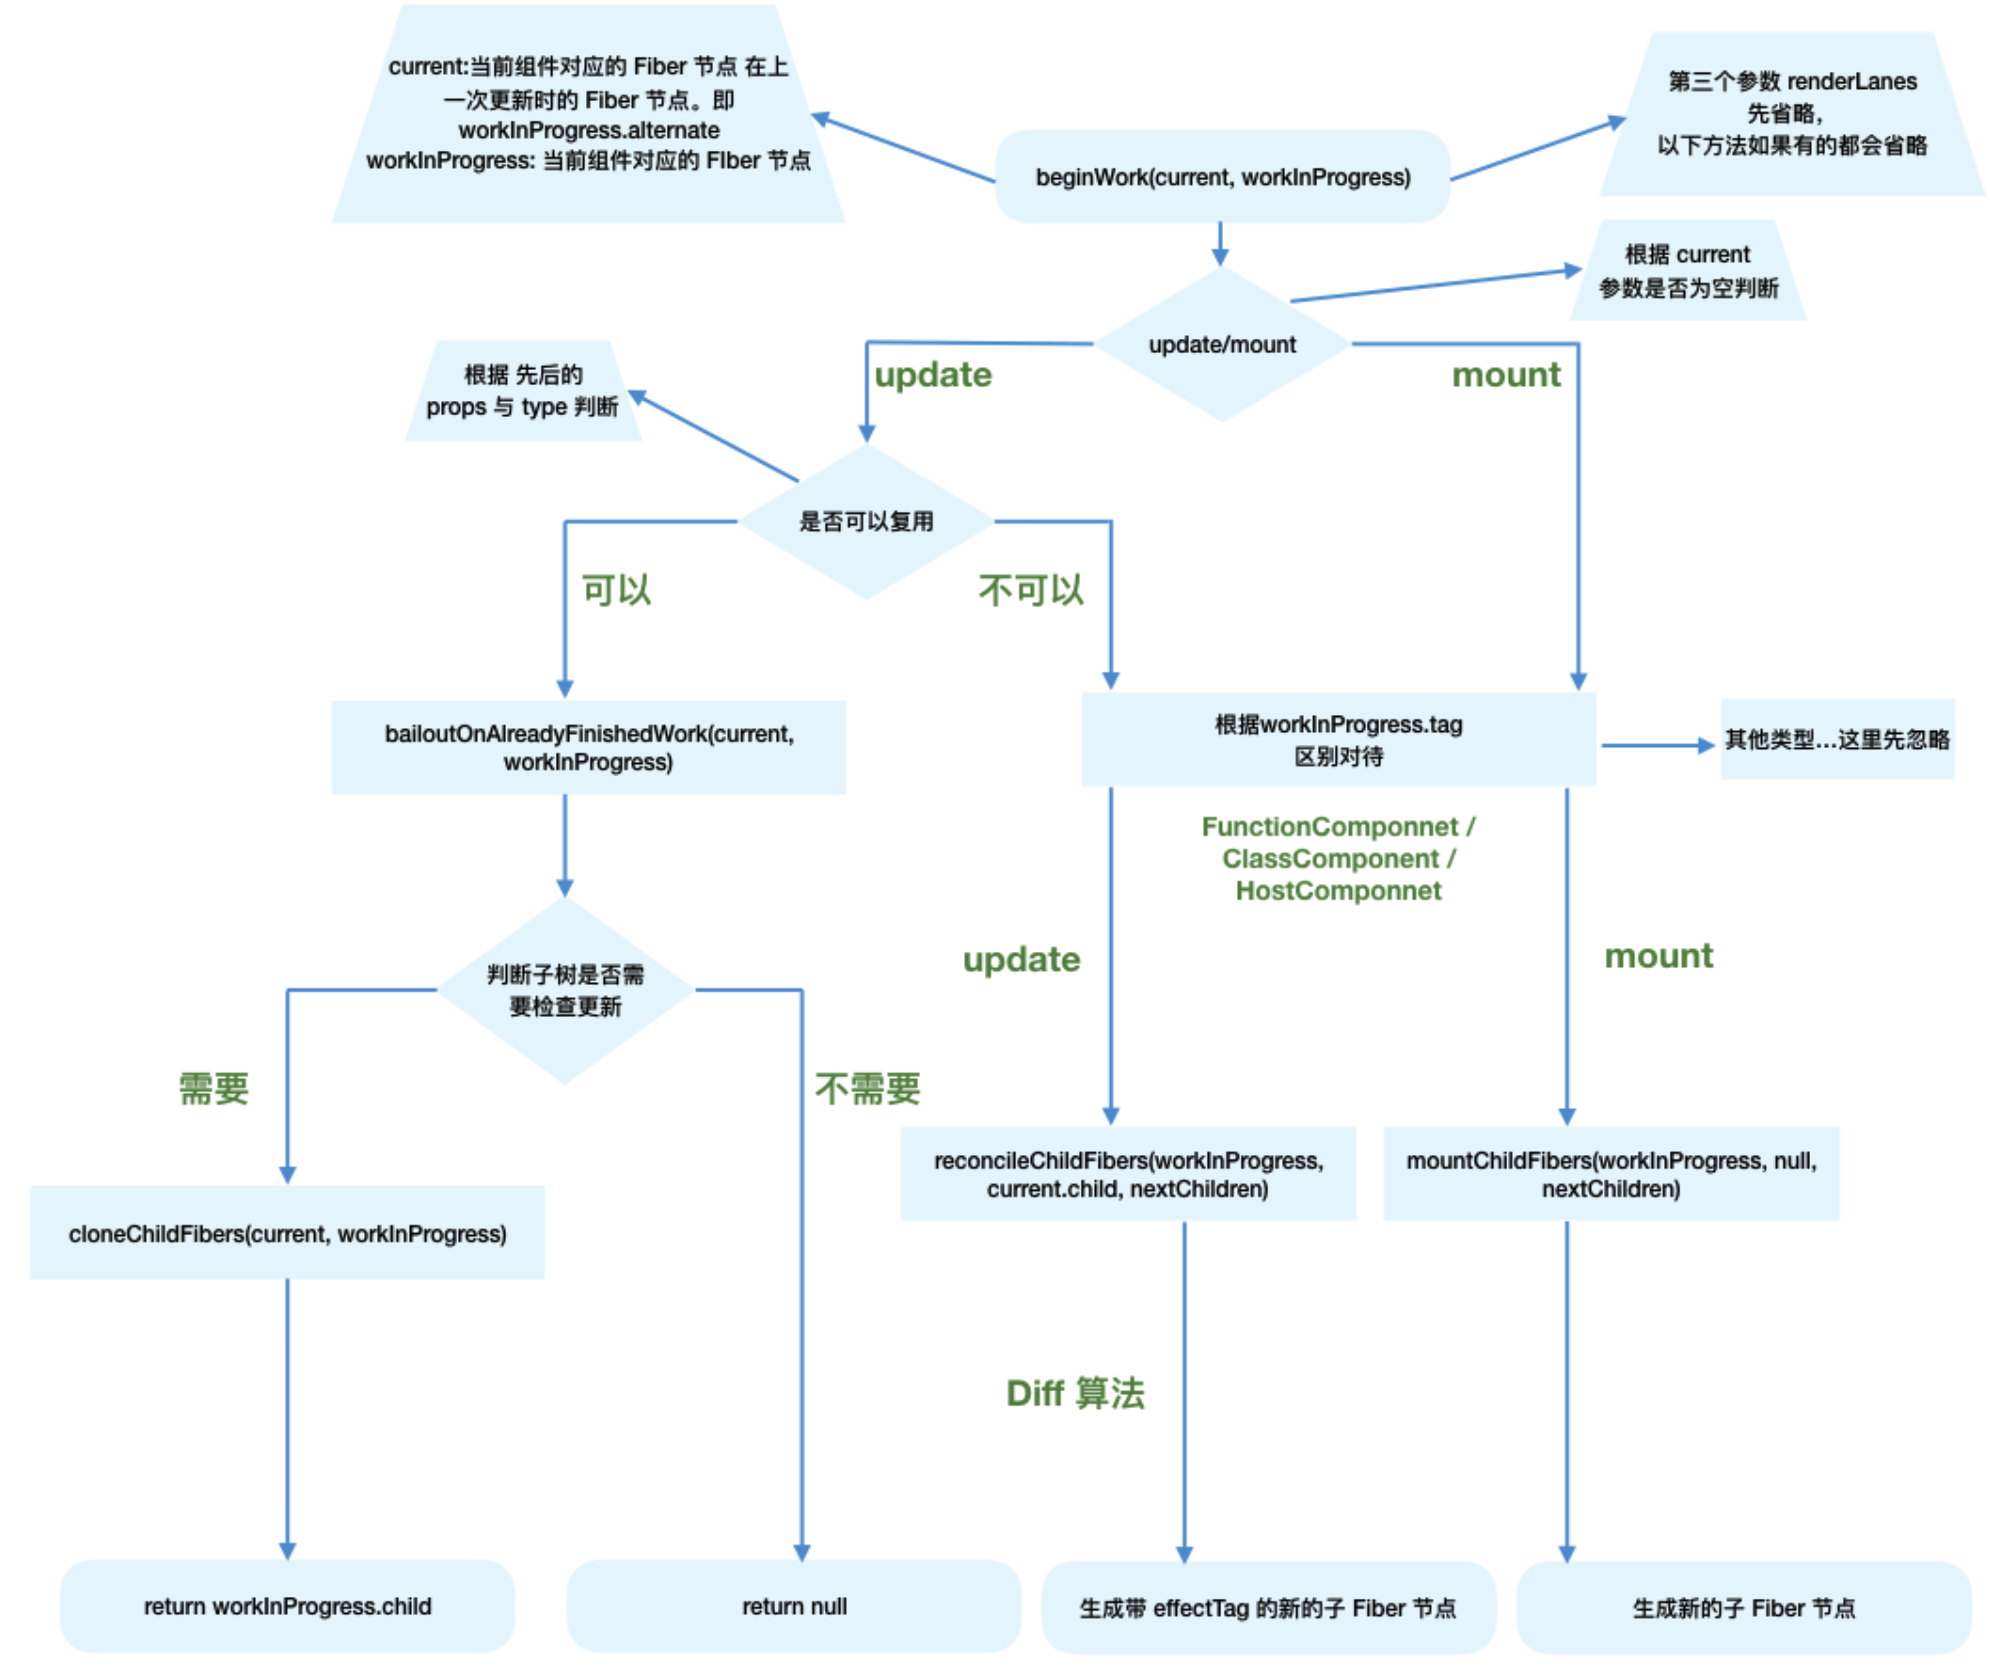 current:当前组件对应的 Fiber 节点 在上
一次更新时的 Fiber 节点。即
workInProgress.alternate
workInProgress: 当前组件对应的 FIber 节点
第三个参数 renderLanes
先省略,
以下方法如果有的都会省略
beginWork(current, workInProgress)
根据 current
参数是否为空判断
update/mount
update
mount
根据 先后的
props 与 type 判断
是否可以复用
可以
不可以
bailoutOnAlreadyFinishedWork(current,
workInProgress)
根据workInProgress.tag
区别对待
其他类型...这里先忽略
FunctionComponnet /
ClassComponent /
HostComponnet
update
mount
判断子树是否需
要检查更新
需要
不需要
reconcileChildFibers(workInProgress,
current.child, nextChildren)
mountChildFibers(workInProgress, null,
nextChildren)
cloneChildFibers(current, workInProgress)
Diff 算法
return workInProgress.child
return null
生成带 effectTag 的新的子 Fiber 节点
生成新的子 Fiber 节点